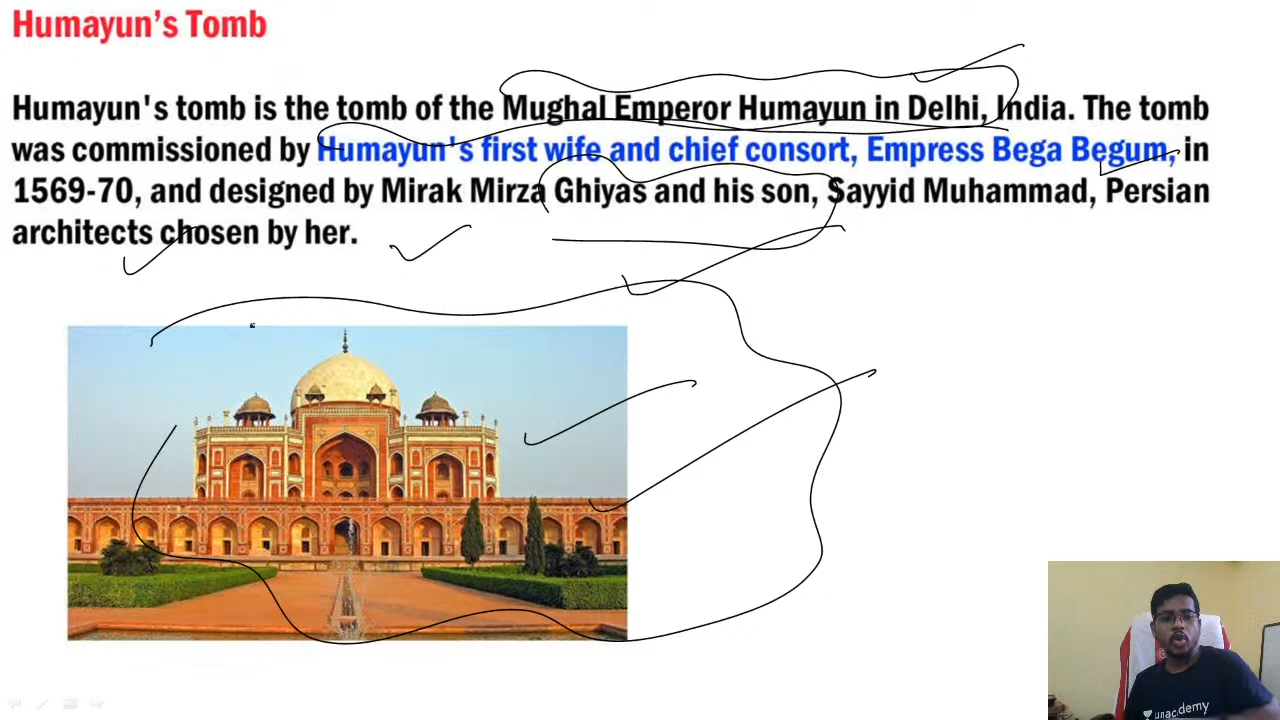 Humayun's Tomb
Humayun's tomb is the tomb of the Mughal Emperor Humayun in Delhi, India. The tomb
was commissioned by Humayun's first wife and chief consort, Empress Bega Begum, in
1569-70, and designed by Mirak Mirza Ghiyas and his son, Sayyid Muhammad, Persian
architects chosen by her.
unacademy